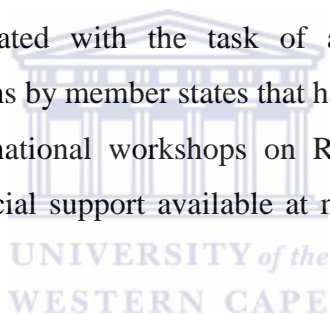 ated with the task of a
ns by member states that ha
national workshops on R
cial support available at n
UNIVERSITY of the
WESTERN CAPE